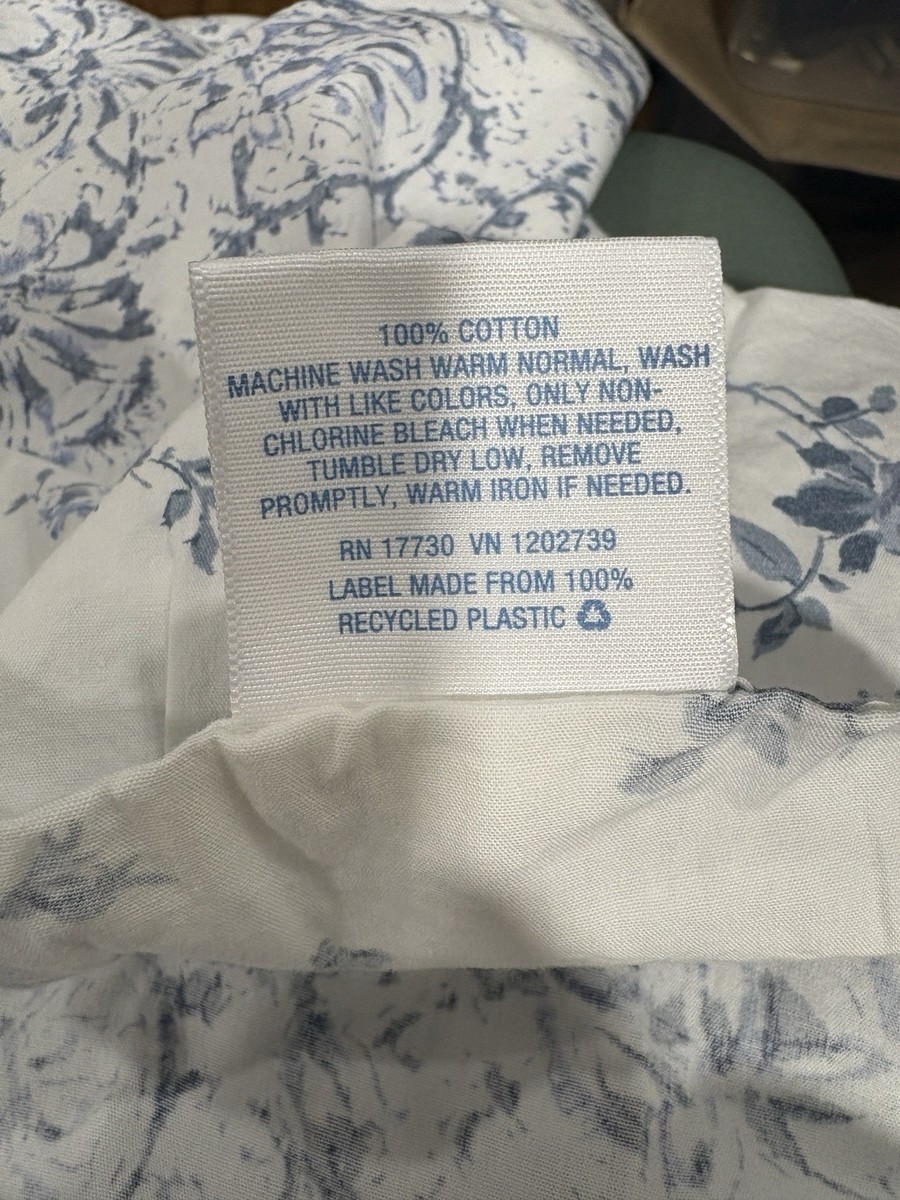 100% COTTON
MACHINE WASH WARM NORMAL, WASH
WITH LIKE COLORS, ONLY NON-
CHLORINE BLEACH WHEN NEEDED,
TUMBLE DRY LOW, REMOVE
PROMPTLY, WARM IRON IF NEEDED.
RN 17730 VN 1202739
LABEL MADE FROM 100%
RECYCLED PLASTIC